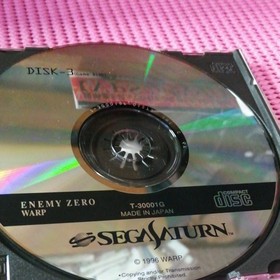 DISK-3
ENEMY ZERO
WARP
T-30001G
MADE IN JAPAN
COMPACT
disc
SEGASATURN
© 1996 WARP